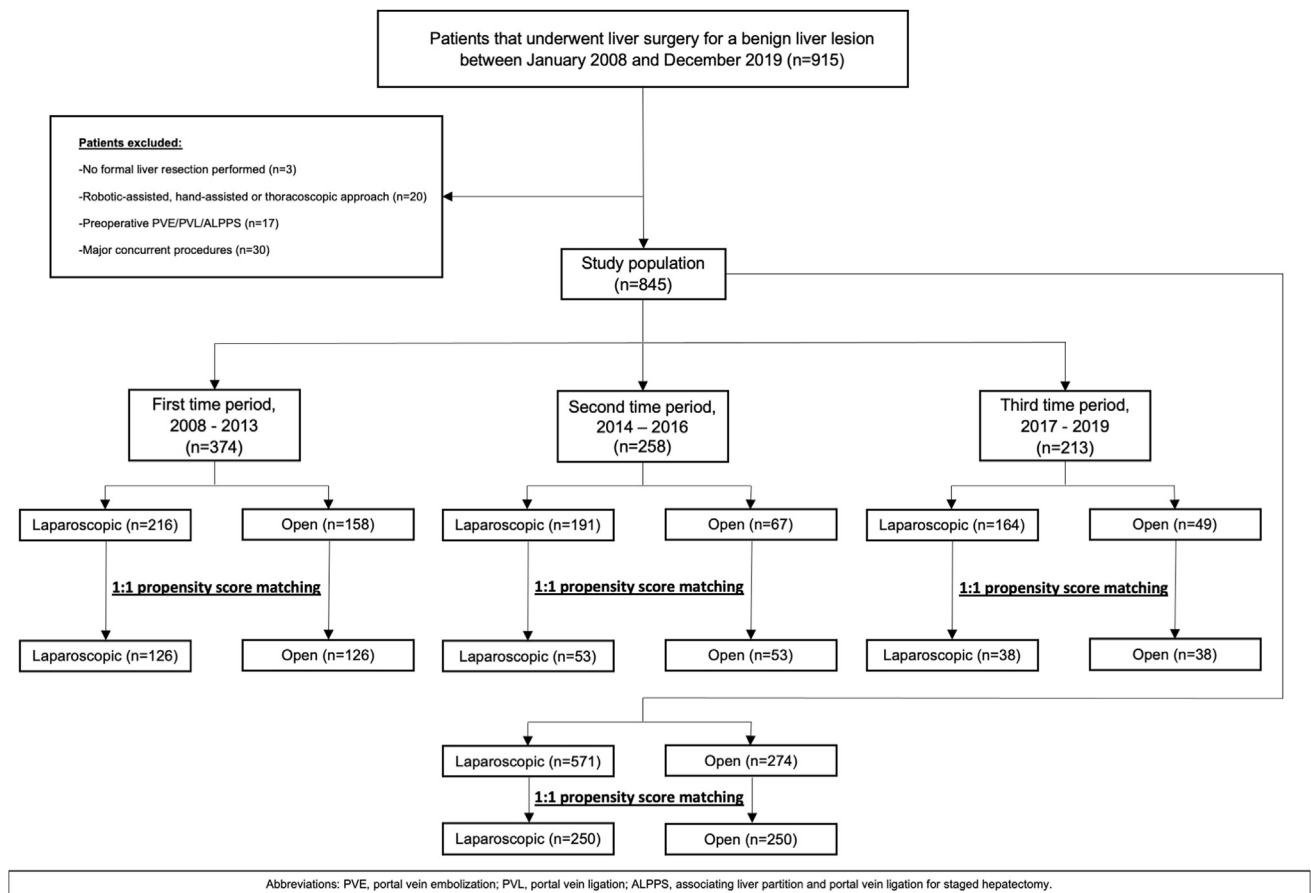 Patients that underwent liver surgery for a benign liver lesion
between January 2008 and December 2019 (n=915)
Patients excluded:
-No formal liver resection performed (n=3)
-Robotic-assisted, hand-assisted or thoracoscopic approach (n=20)
-Preoperative PVE/PVL/ALPPS (n=17)
-Major concurrent procedures (n=30)
Study population
(n=845)
First time period,
2008 - 2013
(n=374)
Second time period,
2014 – 2016
(n=258)
Third time period,
2017 - 2019
(n=213)
Laparoscopic (n=216)
Open (n=158)
Laparoscopic (n=191)
Open (n=67)
Laparoscopic (n=164)
Open (n=49)
1:1 propensity score matching
1:1 propensity score matching
1:1 propensity score matching
Laparoscopic (n=126)
Open (n=126)
Laparoscopic (n=53)
Open (n=53)
Laparoscopic (n=38)
Open (n=38)
Laparoscopic (n=571)
Open (n=274)
1:1 propensity score matching
Laparoscopic (n=250)
Open (n=250)
Abbreviations: PVE, portal vein embolization; PVL, portal vein ligation; ALPPS, associating liver partition and portal vein ligation for staged hepatectomy.